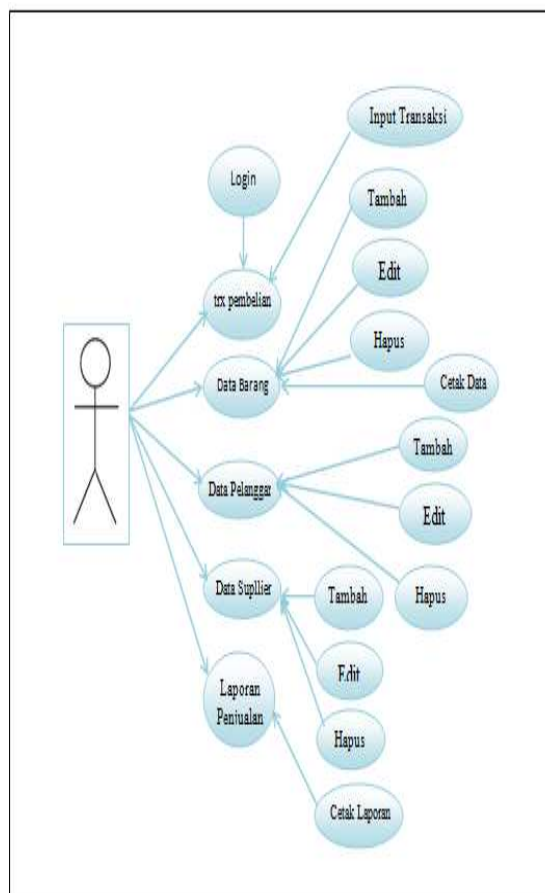 Input Transaksi
Login
Tambah
trx pembelian
Edit
Hapus
Data Barang
Cetak Data
Tambah
Data Pelanggar
Edit
Data Supllier
Tambah
Hapus
Edit
Laporan
Penjualan
Hapus
Cetak Laporan